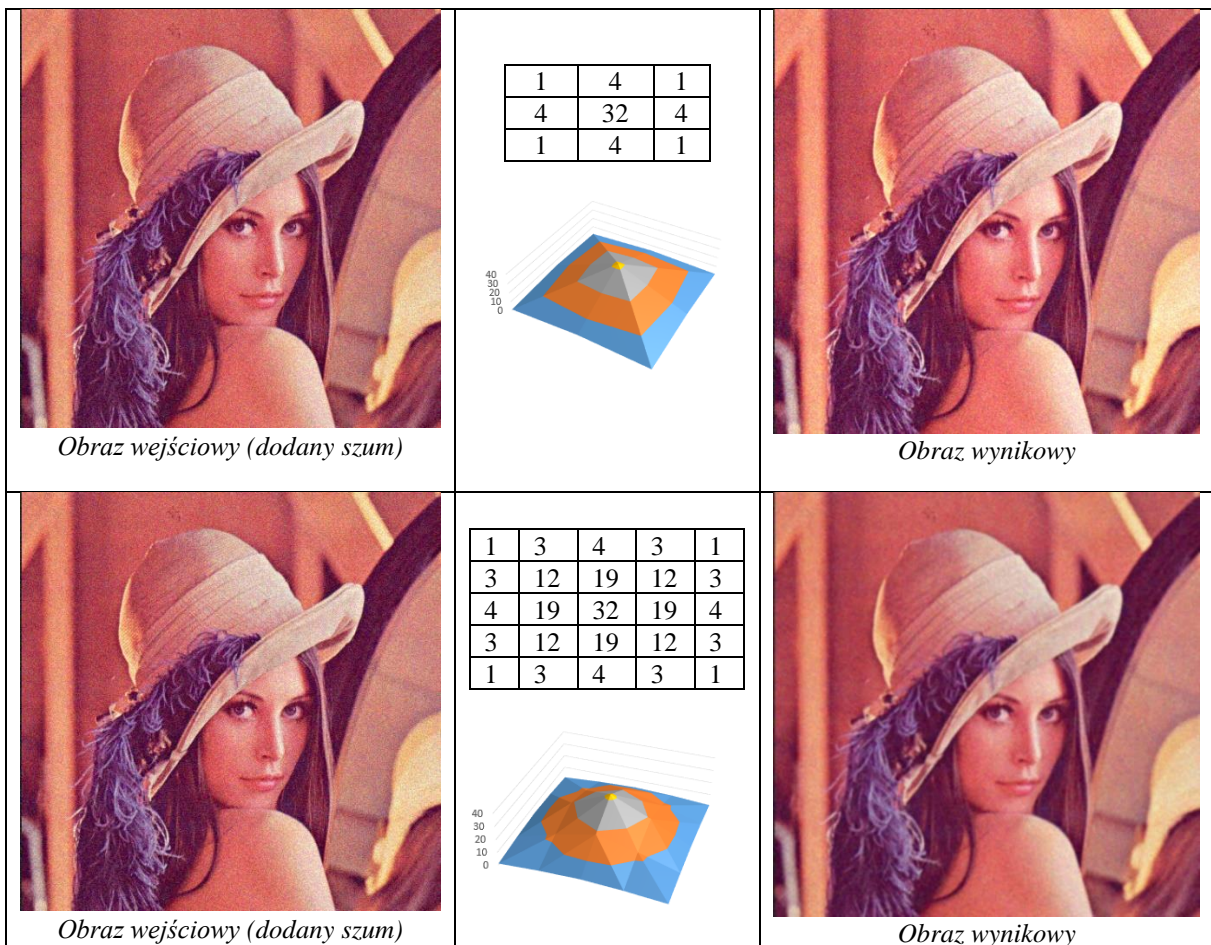 1 4 1
4 32 4
1 4 1
40
30
20
10
0
Obraz wejściowy (dodany szum)
Obraz wynikowy
1 3 4 3 1
3 12 19 12 3
4 19 32 19 4
3 12 19 12 3
1 3 4 3 1
40
30
20
10
0
Obraz wejściowy (dodany szum)
Obraz wynikowy